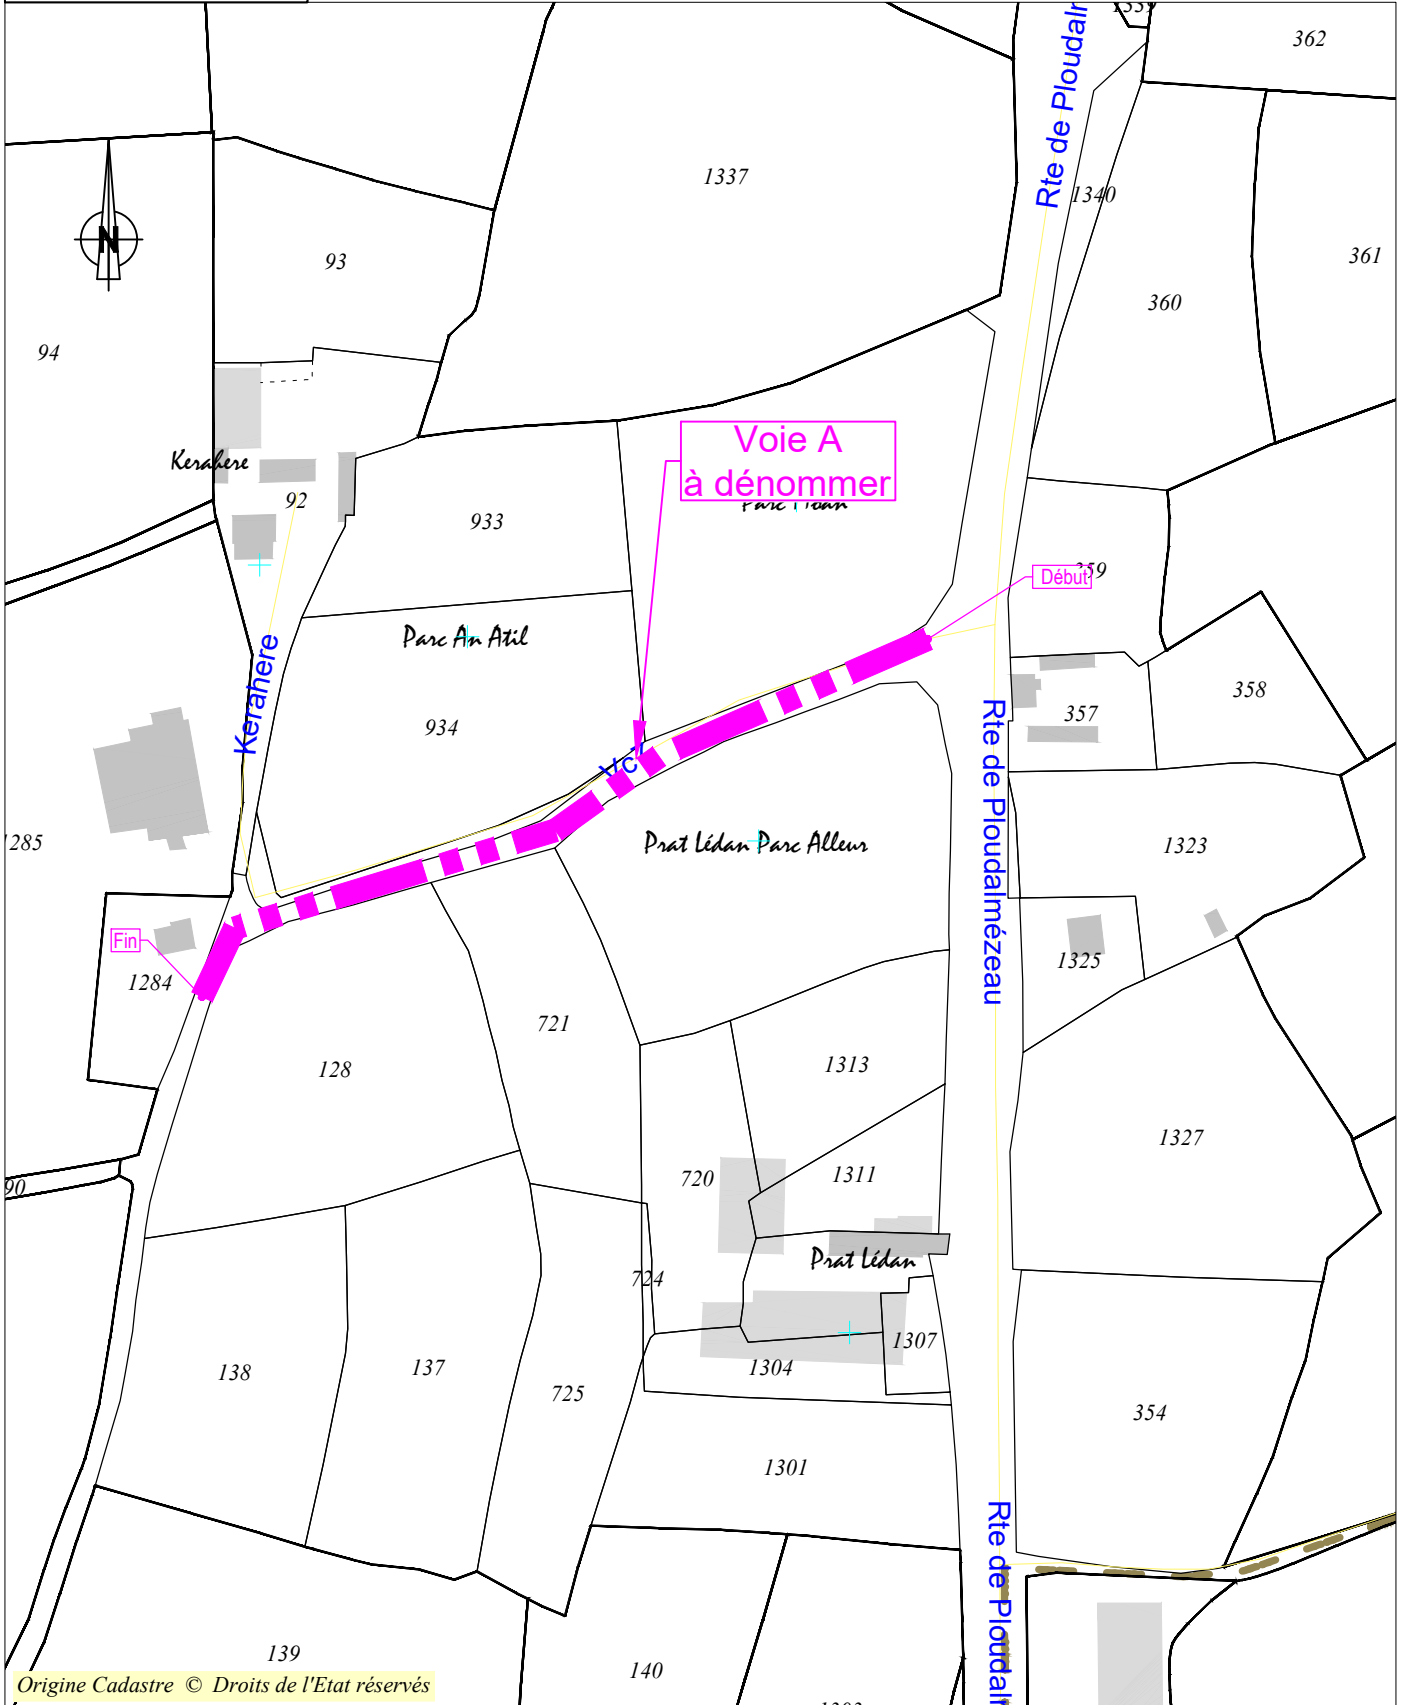 362
Rte de Ploudalr
1337
1340
N
93
361
360
94
Voie A
à dénommer
Kerahere
92
933
Début
Parc An Atil
Kerahere
934
358
357
Rte de Ploudalmézeau
Prat Lédan Parc Alleur
1323
1285
Fin
1284
1325
721
128
1313
1327
720
1311
90
Prat Lédan
724
1307
138
137
725
1304
354
1301
Rte de Ploudalr
139
140
Origine Cadastre © Droits de l'Etat réservés